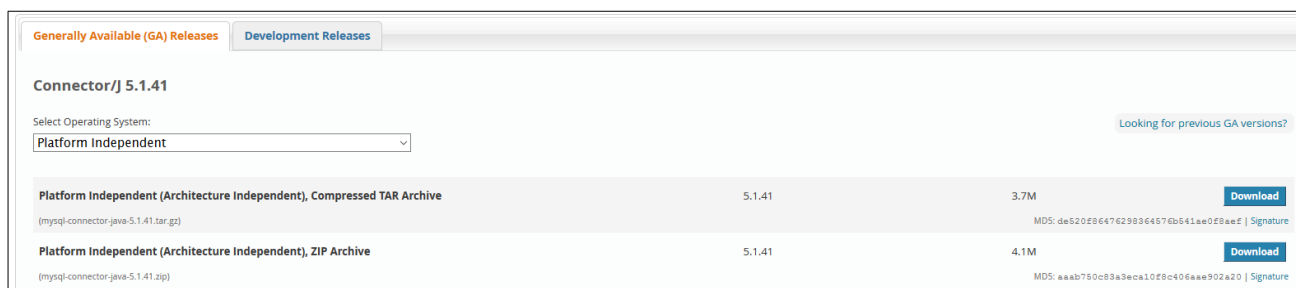 Generally Available (GA) Releases Development Releases
Connector/J 5.1.41
Select Operating System:
Looking for previous GA versions?
Platform Independent
Platform Independent (Architecture Independent), Compressed TAR Archive 5.1.41 3.7M Download
(mysql-connector-java-5.1.41.tar.gz) MD5: de520f86476298364576b541ae0f8aef | Signature
Platform Independent (Architecture Independent), ZIP Archive 5.1.41 4.1M Download
(mysql-connector-java-5.1.41.zip) MD5: aaab750c83a3eca10f8c406aae902a20 | Signature